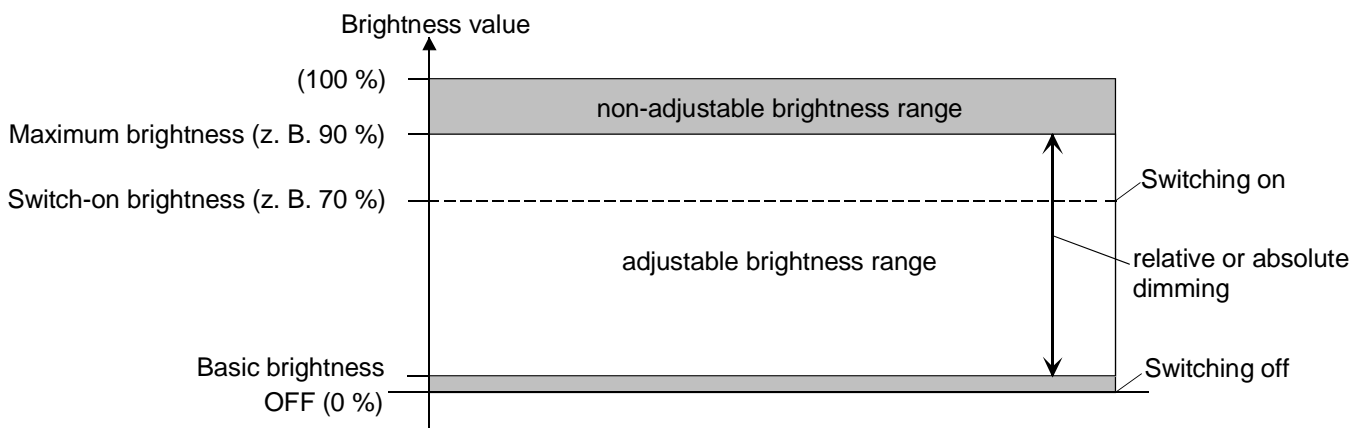 Brightness value
(100 %)
non-adjustable brightness range
Maximum brightness (z. B. 90 %)
Switching on
Switch-on brightness (z. B. 70 %)
adjustable brightness range
relative or absolute
dimming
Basic brightness
Switching off
OFF (0 %)